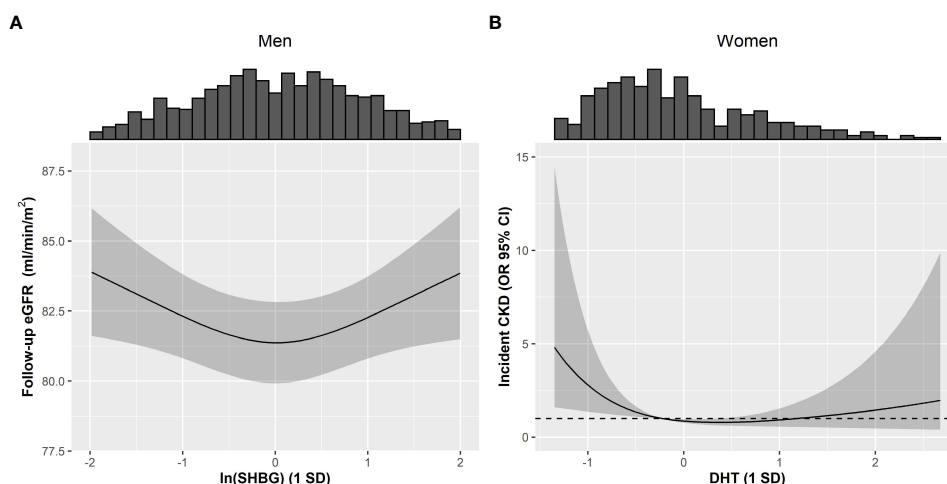 A
Men
87.5
85.0
82.5
80.0
77.5
Follow-up eGFR (ml/min/m²)
-2
-1
0
1
2
ln(SHBG) (1 SD)
B
Women
15
10
5
0
Incident CKD (OR 95% CI)
-1
0
1
2
DHT (1 SD)